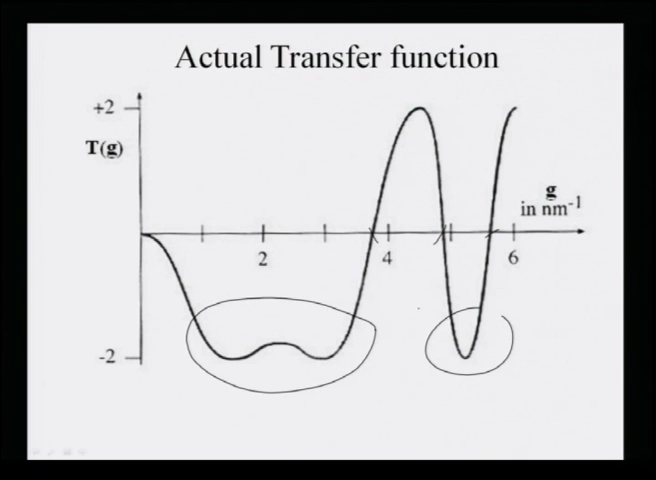 Actual Transfer function
+2
T(g)
g
in nm⁻¹
2
4
6
-2